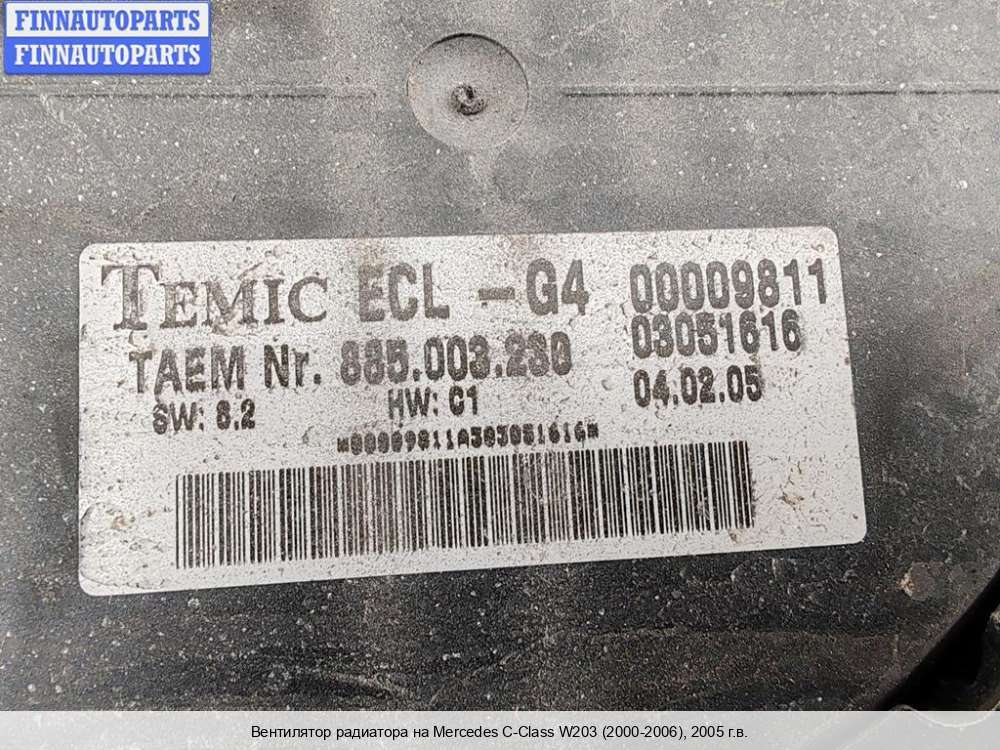 FINNAUTOPARTS
FINNAUTOPARTS
TEMIC ECL - G4 00009811
TAEM Nr. 885.003.230 03051616
SW: 8.2 HW: C1 04.02.05
*00009811A303051616*
Вентилятор радиатора на Mercedes C-Class W203 (2000-2006), 2005 г.в.